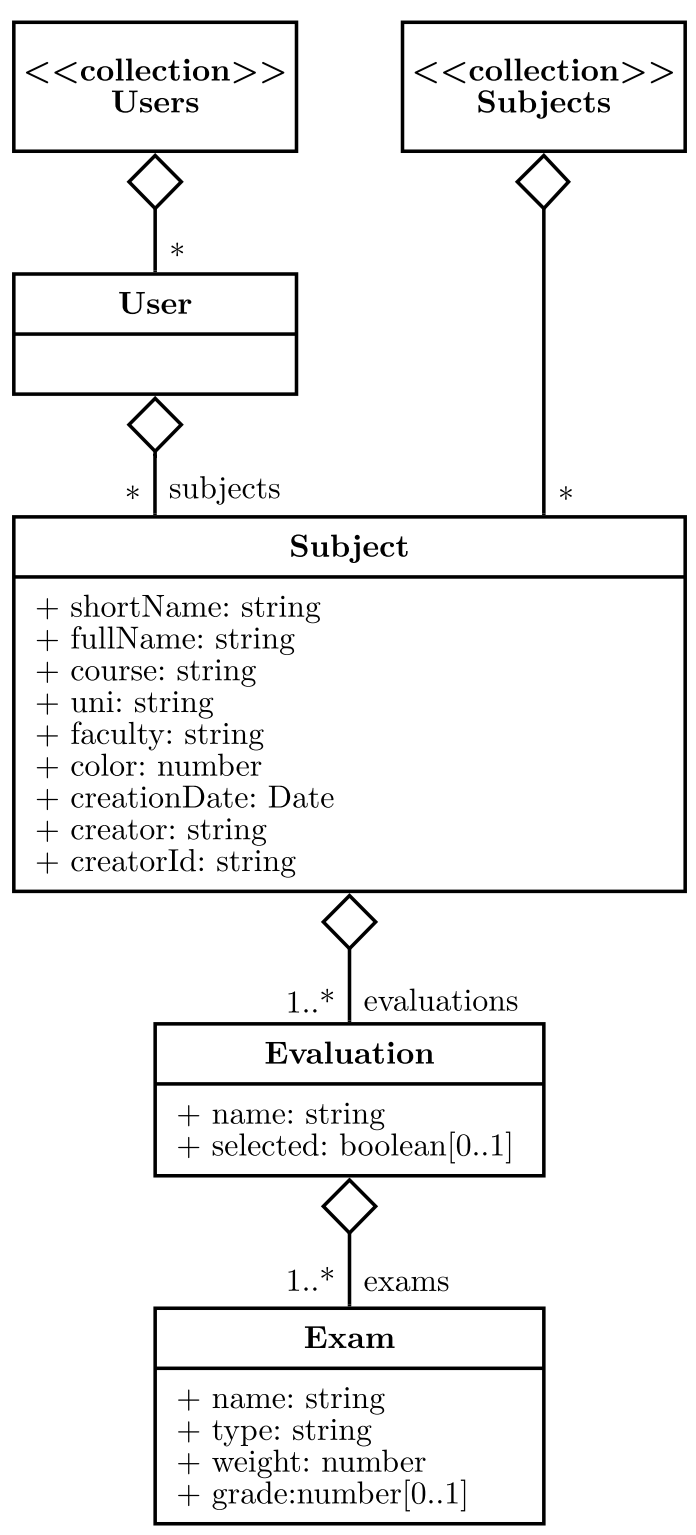 <<collection>>
Users
<<collection>>
Subjects
*
User
* subjects
*
Subject
+ shortName: string
+ fullName: string
+ course: string
+ uni: string
+ faculty: string
+ color: number
+ creationDate: Date
+ creator: string
+ creatorId: string
1..* evaluations
Evaluation
+ name: string
+ selected: boolean[0..1]
1..* exams
Exam
+ name: string
+ type: string
+ weight: number
+ grade:number[0..1]